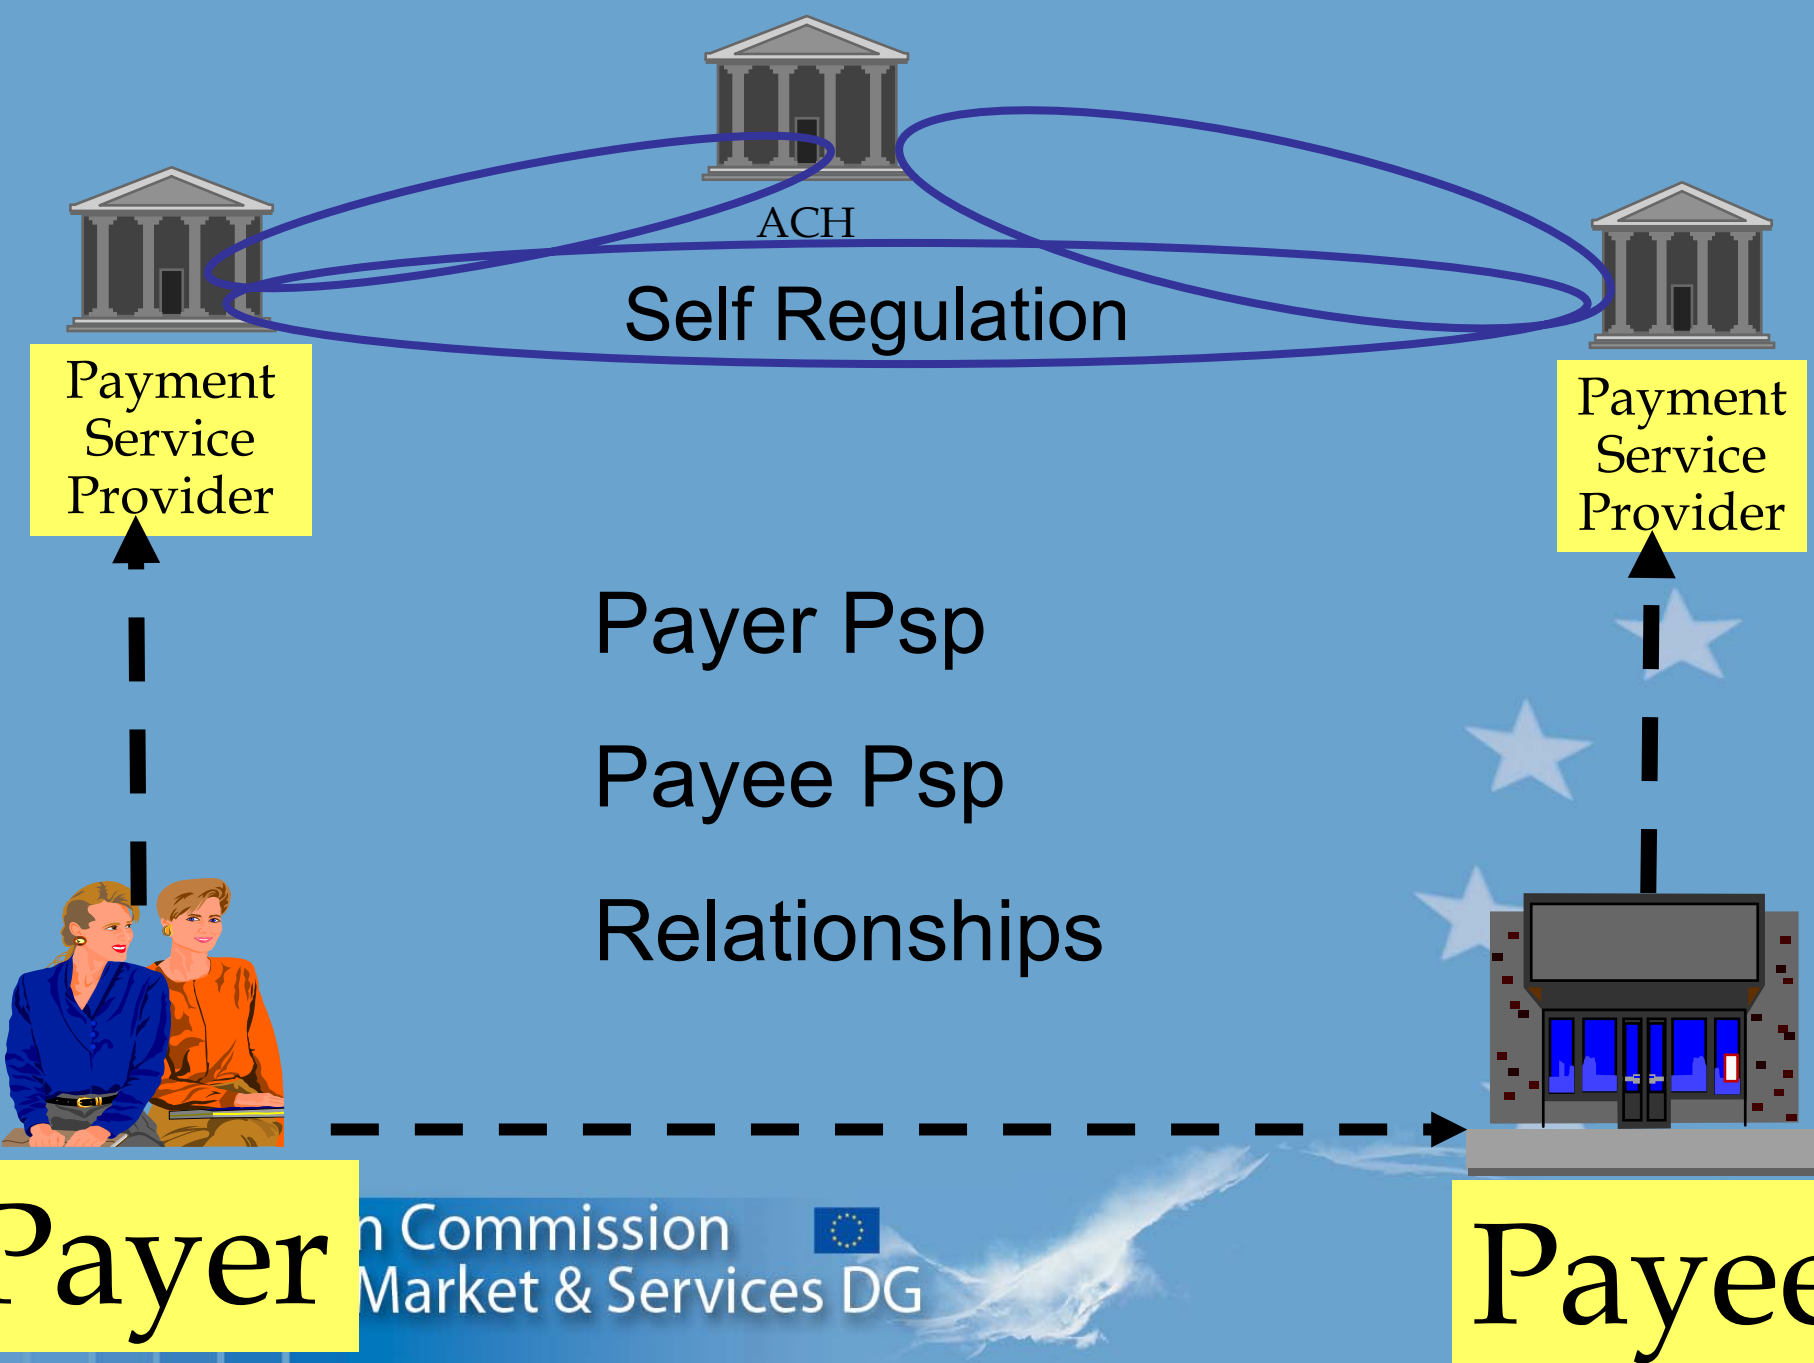 ACH
Self Regulation
Payment
Service
Provider
Payment
Service
Provider
Payer Psp
Payee Psp
Relationships
Payer
n Commission
Market & Services DG
Payee